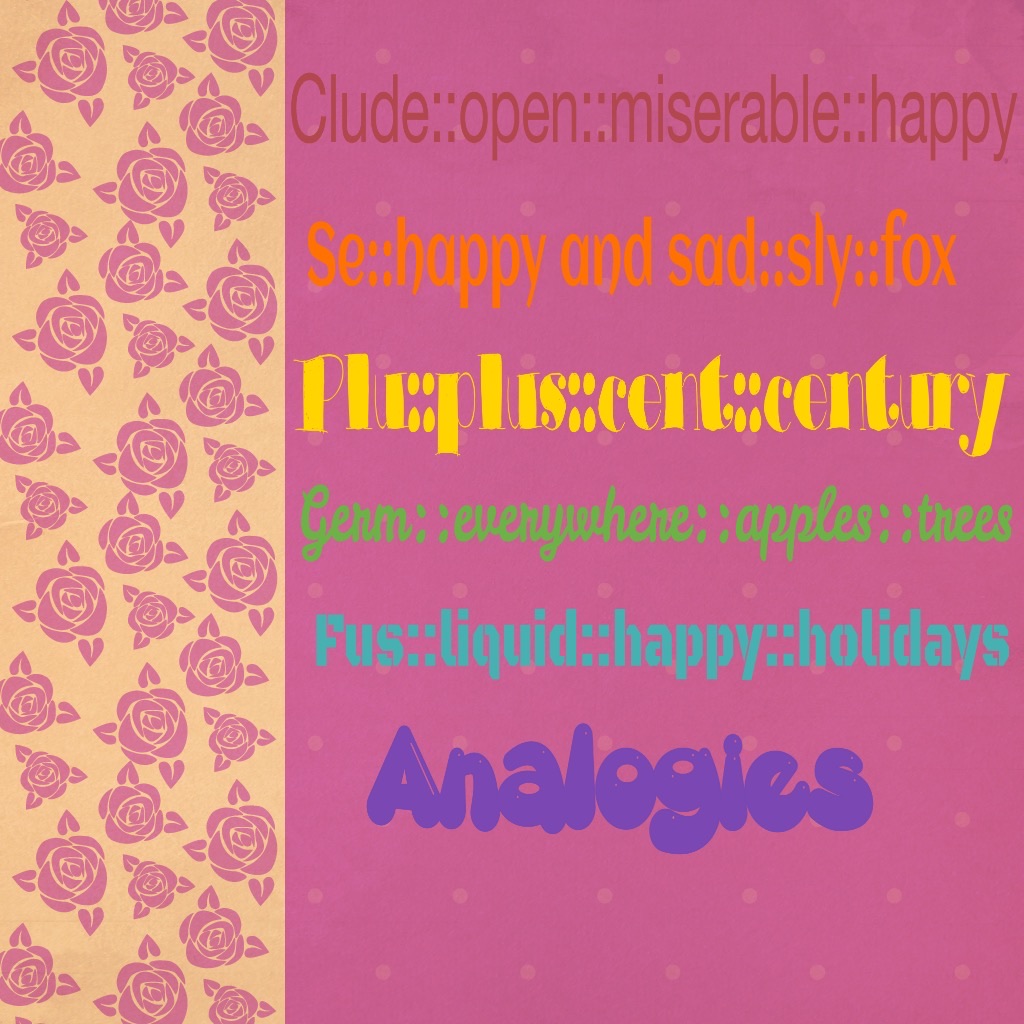 Clude::open::miserable::happy
Se::happy and sad::sly::fox
Plu::plus::cent::century
Germ::everywhere::apples::trees
Fus::liquid::happy::holidays
Analogies